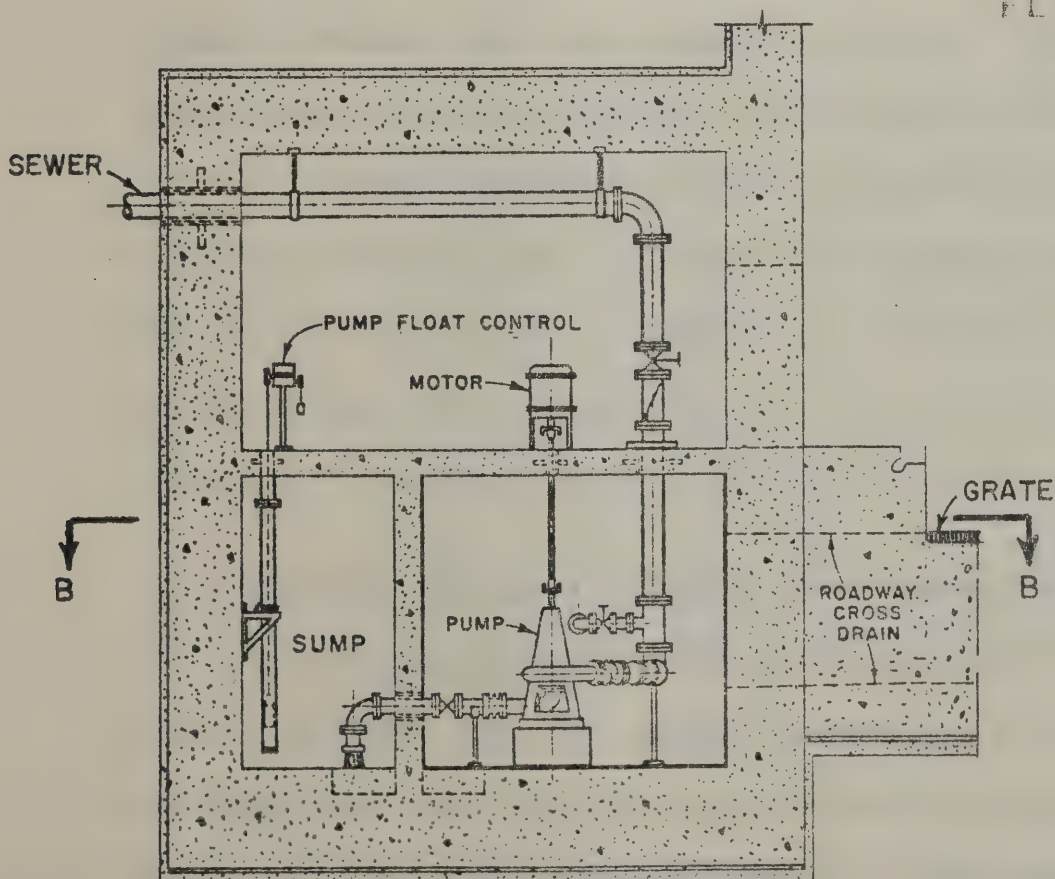 SEWER
PUMP FLOAT CONTROL
MOTOR
GRATE
B
B
ROADWAY
CROSS
DRAIN
PUMP
SUMP